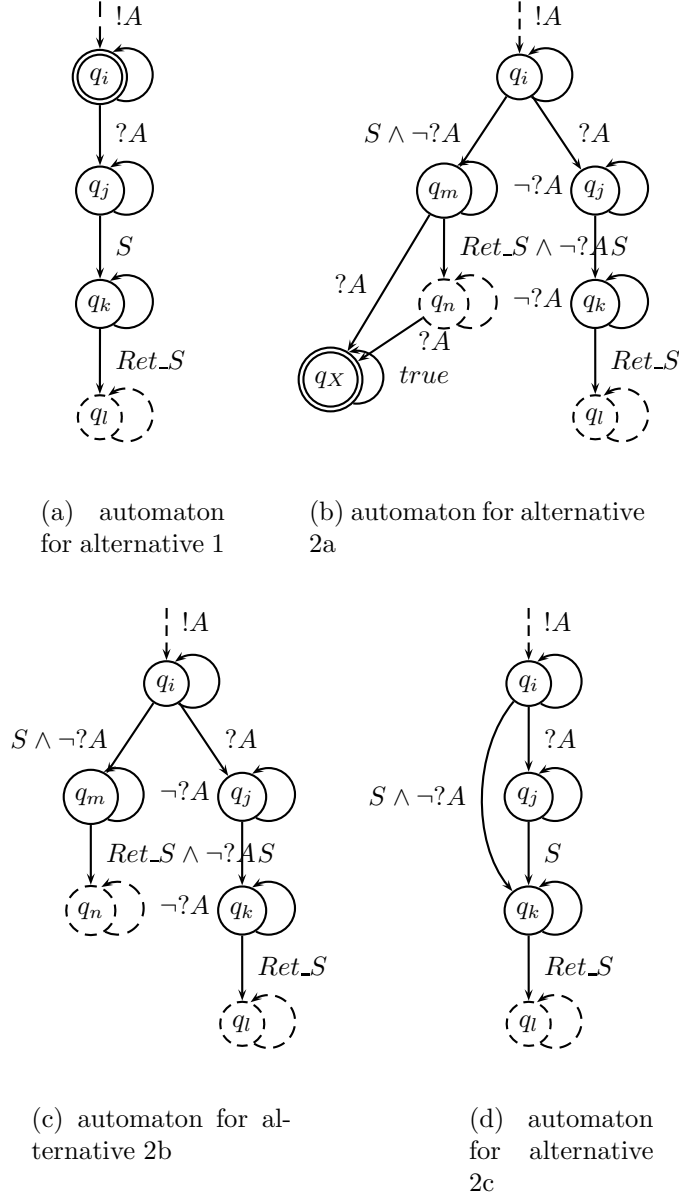 !A
q_i
?A
q_j
S
q_k
Ret_S
q_l
(a) automaton
for alternative 1
!A
q_i
S ∧ ¬?A
?A
q_m
¬?A
q_j
Ret_S ∧ ¬?A
S
?A
q_n
¬?A
q_k
?A
q_X
true
Ret_S
q_l
(b) automaton for alternative
2a
!A
q_i
S ∧ ¬?A
?A
q_m
¬?A
q_j
Ret_S ∧ ¬?A
S
q_n
¬?A
q_k
Ret_S
q_l
(c) automaton for al-
ternative 2b
!A
q_i
?A
S ∧ ¬?A
q_j
S
q_k
Ret_S
q_l
(d) automaton
for alternative
2c